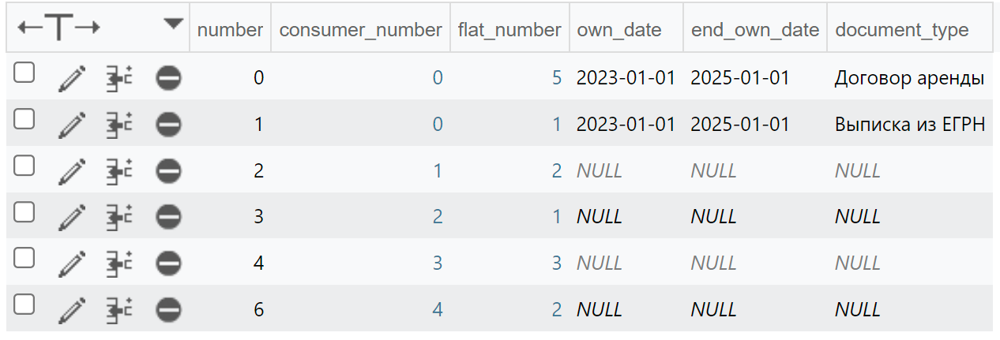 number consumer_number flat_number own_date end_own_date document_type
0 0 5 2023-01-01 2025-01-01 Договор аренды
1 0 1 2023-01-01 2025-01-01 Выписка из ЕГРН
2 1 2 NULL NULL NULL
3 2 1 NULL NULL NULL
4 3 3 NULL NULL NULL
6 4 2 NULL NULL NULL